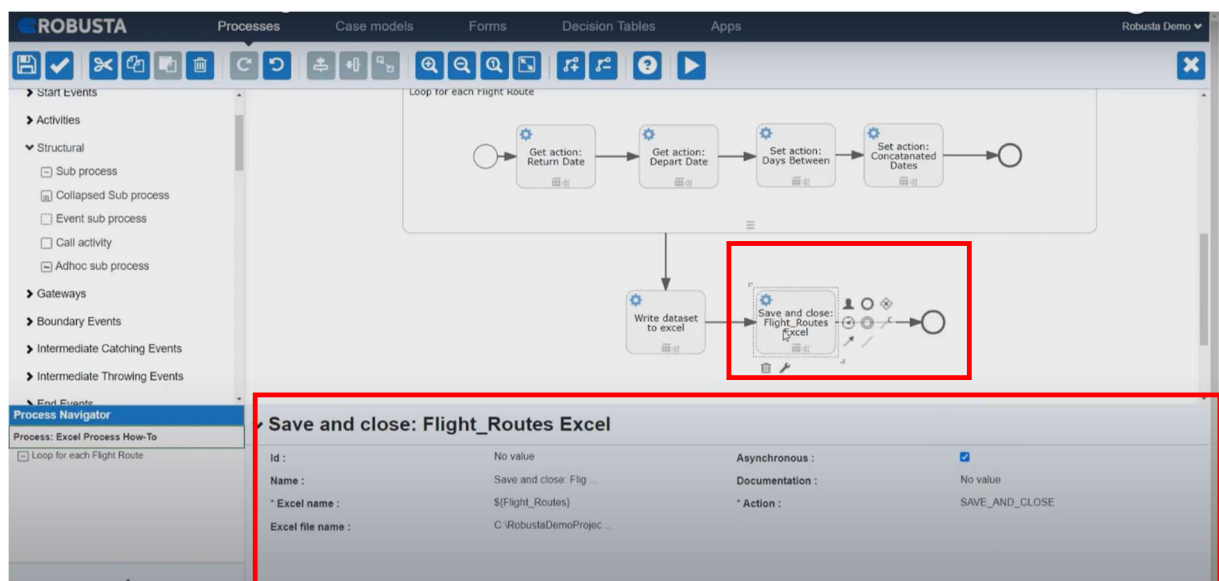 ROBUSTA
Processes
Case models
Forms
Decision Tables
Apps
Robusta Demo
Start Events
Activities
Structural
Sub process
Collapsed Sub process
Event sub process
Call activity
Adhoc sub process
Gateways
Boundary Events
Intermediate Catching Events
Intermediate Throwing Events
End Events
Loop for each Flight Route
Get action:
Return Date
Get action:
Depart Date
Set action:
Days Between
Set action:
Concatanated
Dates
Write dataset
to excel
Save and close:
Flight_Routes
Excel
Process Navigator
Process: Excel Process How-To
Loop for each Flight Route
Save and close: Flight_Routes Excel
Id :
No value
Asynchronous :
Name :
Save and close: Flig ...
Documentation :
No value
* Excel name :
${Flight_Routes}
* Action :
SAVE_AND_CLOSE
Excel file name :
C:\RobustaDemoProjec ...